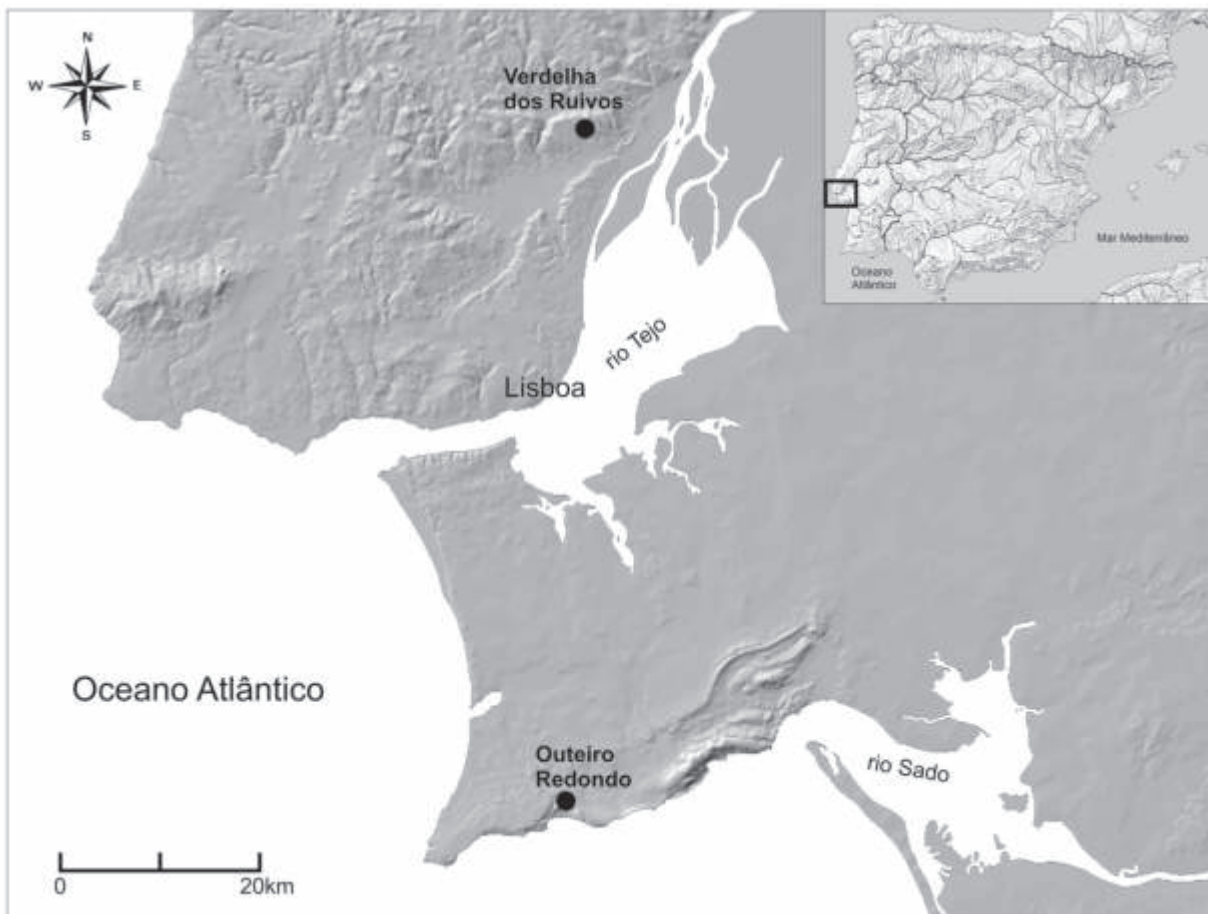 N
W
E
S
Verdelha
dos Ruivos
Mar Mediterrâneo
Oceano
Atlântico
rio Tejo
Lisboa
Oceano Atlântico
Outeiro
Redondo
rio Sado
0
20km